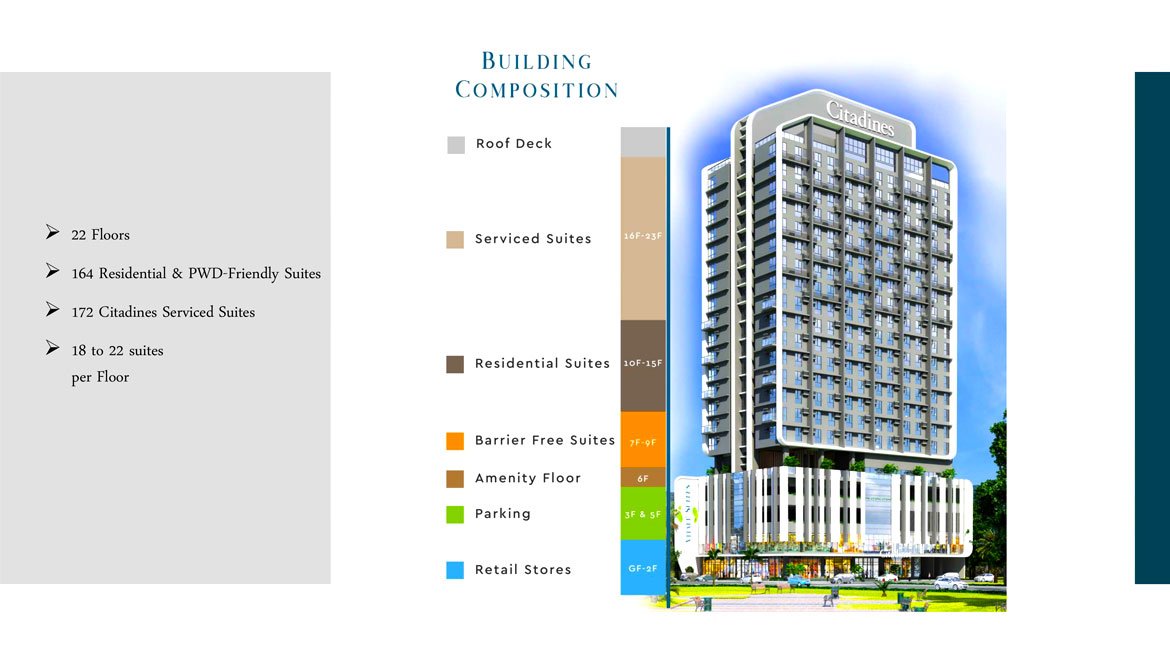 BUILDING
COMPOSITION
22 Floors
164 Residential & PWD-Friendly Suites
172 Citadines Serviced Suites
18 to 22 suites
per Floor
Roof Deck
Serviced Suites
16F-23F
Residential Suites
10F-15F
Barrier Free Suites
7F-9F
Amenity Floor
6F
Parking
3F & 5F
Retail Stores
GF-2F
Citadines